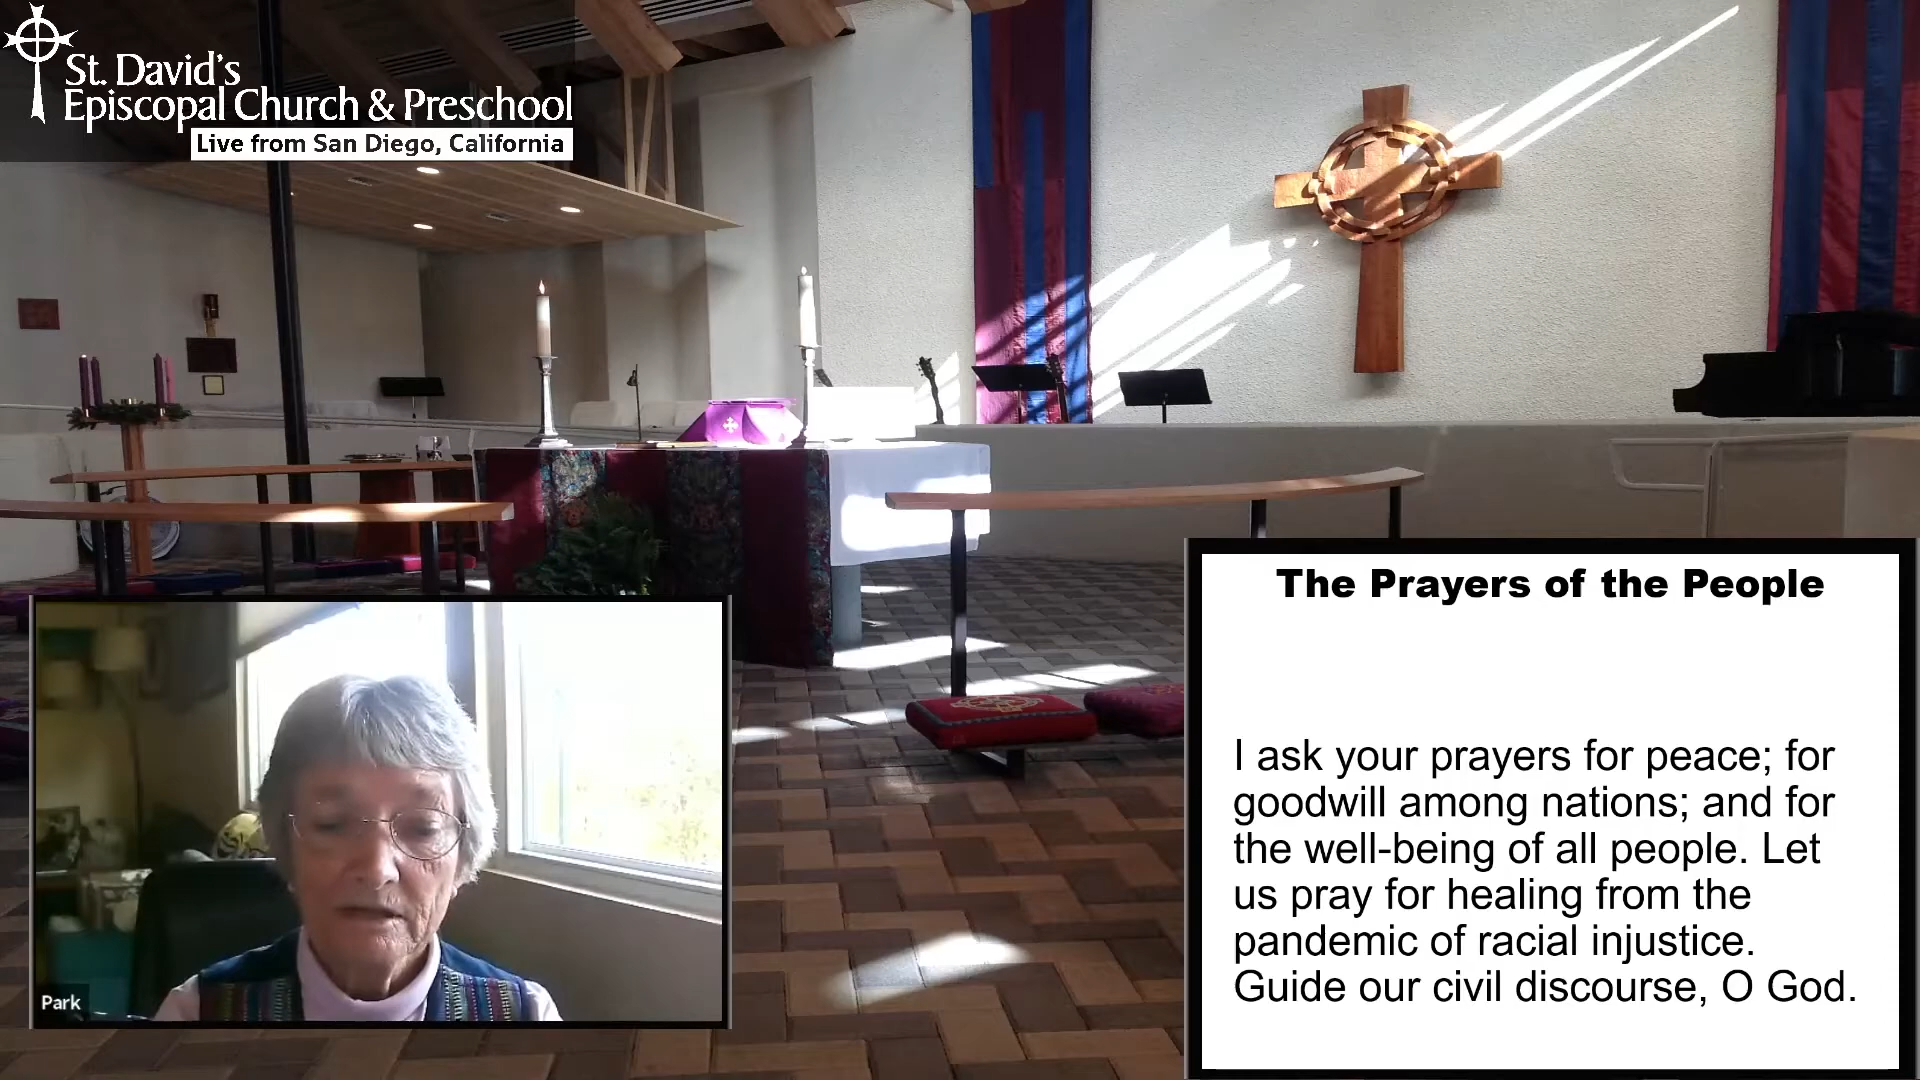 St. David's
Episcopal Church & Preschool
Live from San Diego, California
The Prayers of the People
I ask your prayers for peace; for
goodwill among nations; and for
the well-being of all people. Let
us pray for healing from the
pandemic of racial injustice.
Guide our civil discourse, O God.
Park